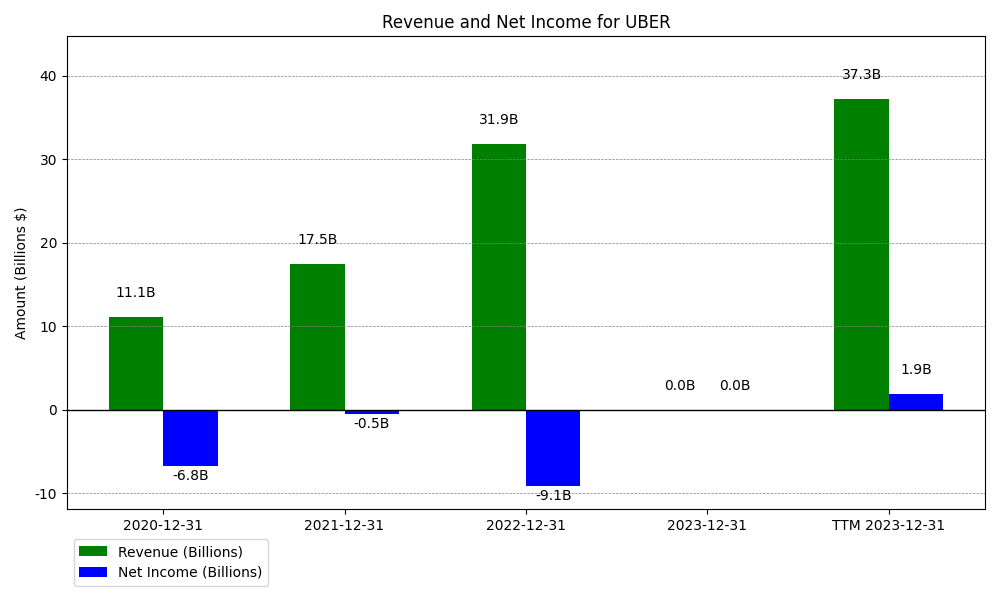 Revenue and Net Income for UBER
Amount (Billions $)
40
30
20
10
0
-10
11.1B
-6.8B
17.5B
-0.5B
31.9B
-9.1B
0.0B
0.0B
37.3B
1.9B
2020-12-31
2021-12-31
2022-12-31
2023-12-31
TTM 2023-12-31
Revenue (Billions)
Net Income (Billions)